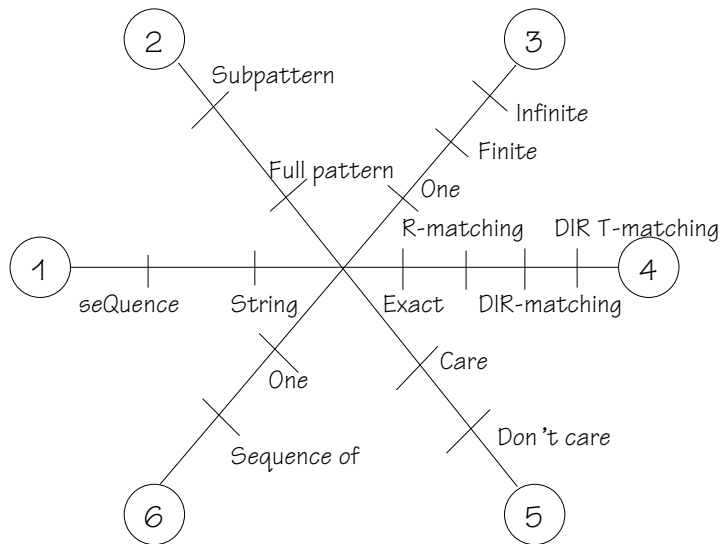 2
3
Subpattern
Infinite
Finite
Full pattern
One
R-matching
DIR T-matching
1
4
seQuence
String
Exact
DIR-matching
One
Care
Don't care
Sequence of
6
5